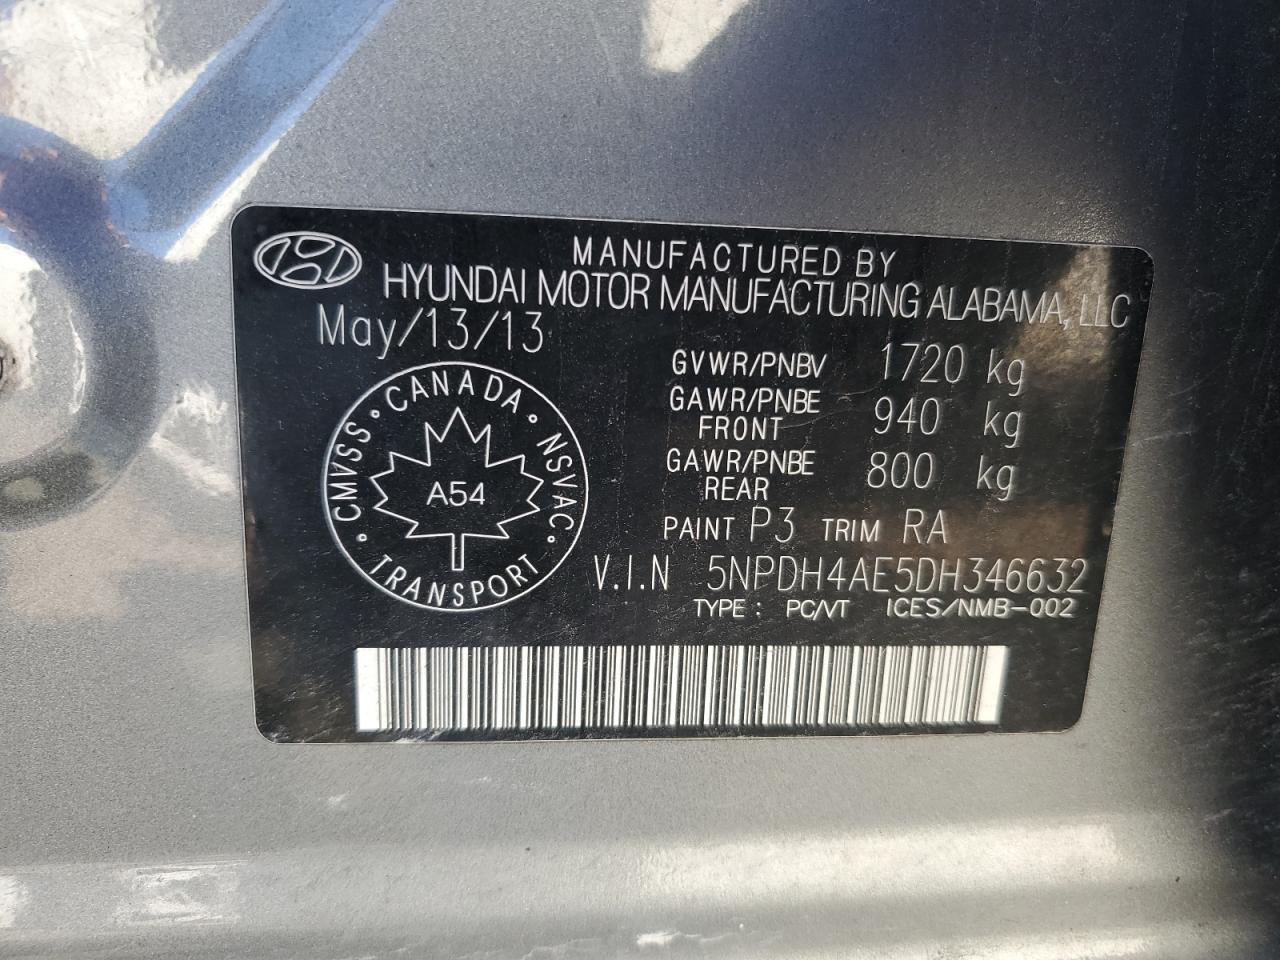 MANUFACTURED BY
HYUNDAI MOTOR MANUFACTURING ALABAMA, LLC
May/13/13
GVWR/PNBV 1720 kg
GAWR/PNBE FRONT 940 kg
GAWR/PNBE REAR 800 kg
PAINT P3 TRIM RA
V.I.N 5NPDH4AE5DH346632
TYPE : PC/VT ICES/NMB-002
CANADA
CMVSS
NSVAC
A54
TRANSPORT